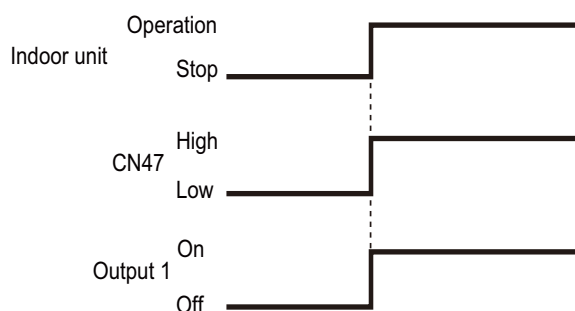 Operation
Indoor unit
Stop
High
CN47
Low
On
Output 1
Off